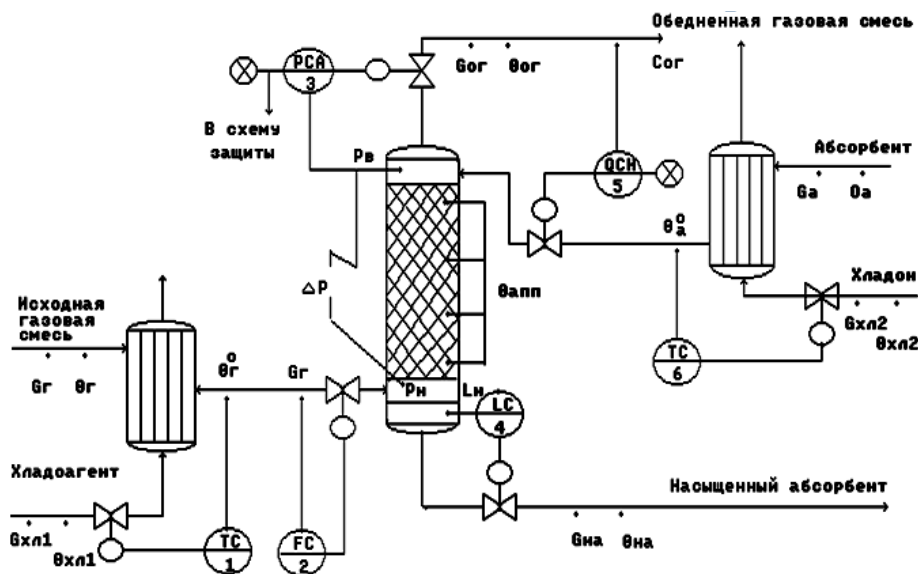 Обедненная газовая смесь
Gог θог Cог
PCA
3
В схему
защиты
Pв
QCH
5
Абсорбент
Gа Θа
θа°
ΔP
θапп
Хладон
Gхл2
θхл2
TC
6
Исходная
газовая
смесь
Gг θг
θг°
Gг
Pн
Lн
LC
4
Хладоагент
Gхл1
θхл1
TC
1
FC
2
Насыщенный абсорбент
Gна θна